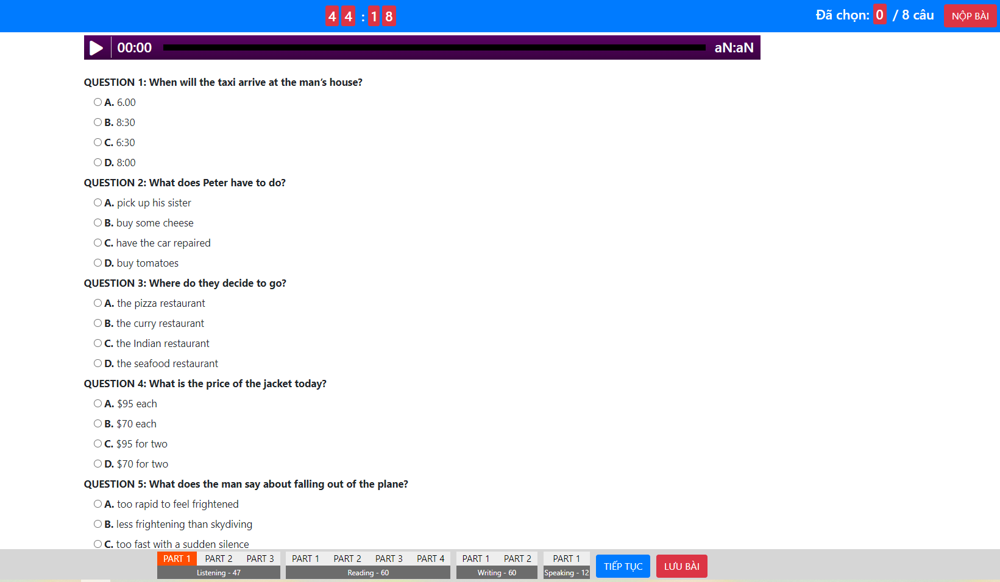 44:18
Đã chọn: 0 / 8 câu
NỘP BÀI
00:00
aN:aN
QUESTION 1: When will the taxi arrive at the man's house?
A. 6.00
B. 8:30
C. 6:30
D. 8:00
QUESTION 2: What does Peter have to do?
A. pick up his sister
B. buy some cheese
C. have the car repaired
D. buy tomatoes
QUESTION 3: Where do they decide to go?
A. the pizza restaurant
B. the curry restaurant
C. the Indian restaurant
D. the seafood restaurant
QUESTION 4: What is the price of the jacket today?
A. $95 each
B. $70 each
C. $95 for two
D. $70 for two
QUESTION 5: What does the man say about falling out of the plane?
A. too rapid to feel frightened
B. less frightening than skydiving
C. too fast with a sudden silence
PART 1 PART 2 PART 3
Listening - 47
PART 1 PART 2 PART 3 PART 4
Reading - 60
PART 1 PART 2
Writing - 60
PART 1
Speaking - 12
TIẾP TỤC
LƯU BÀI